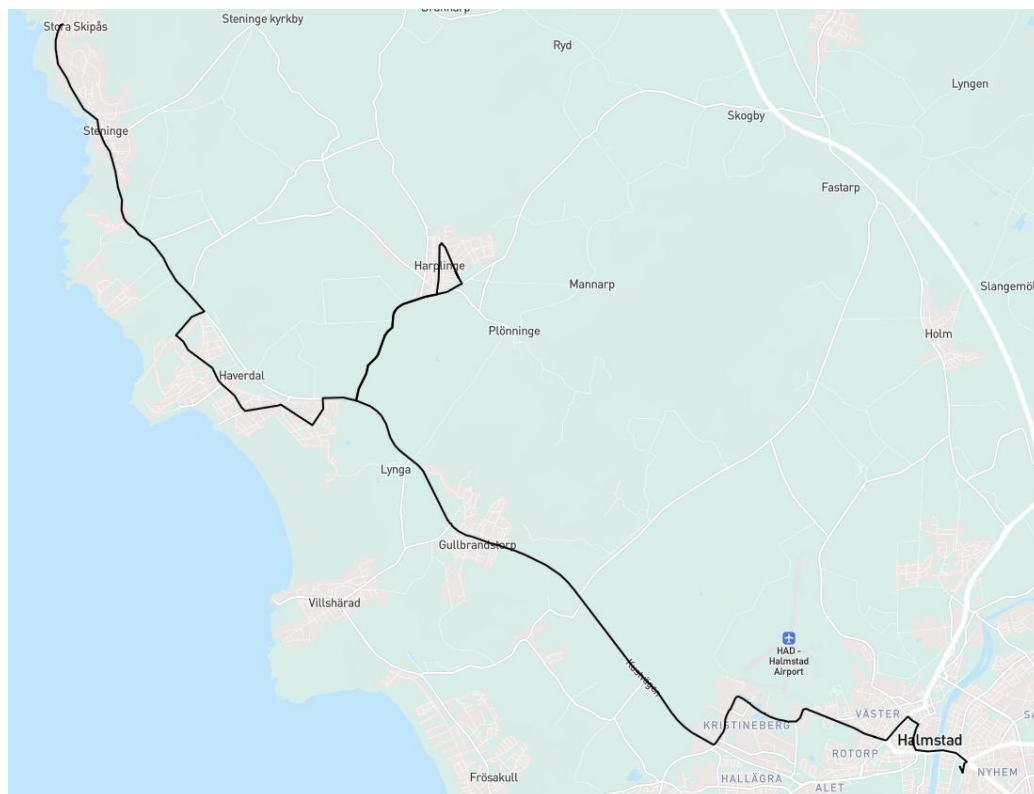 Stora Skipås
Steninge kyrkby
Ryd
Lyngen
Skogby
Steninge
Fastarp
Harplinge
Mannarp
Plönninge
Holm
Haverdal
Lynga
Gullbrandstorp
Villshärad
HAD -
Halmstad
Airport
Kustvägen
VÄSTER
KRISTINEBERG
Halmstad
ROTORP
NYHEM
Frösakull
HALLÄGRA
ALET